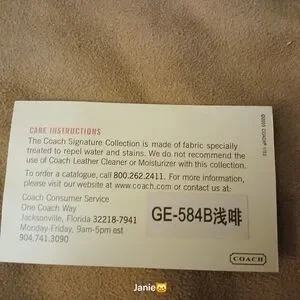 CARE INSTRUCTIONS
The Coach Signature Collection is made of fabric specially
treated to repel water and stains. We do not recommend the
use of Coach Leather Cleaner or Moisturizer with this collection.
To order a catalogue, call 800.262.2411. For more information,
please visit www.coach.com or contact us at:
Coach Consumer Service
One Coach Way
Jacksonville, Florida 32218-7941
Monday-Friday, 9am-5pm est
904.741.3090
GE-584B浅啡
COACH
Janie🐱